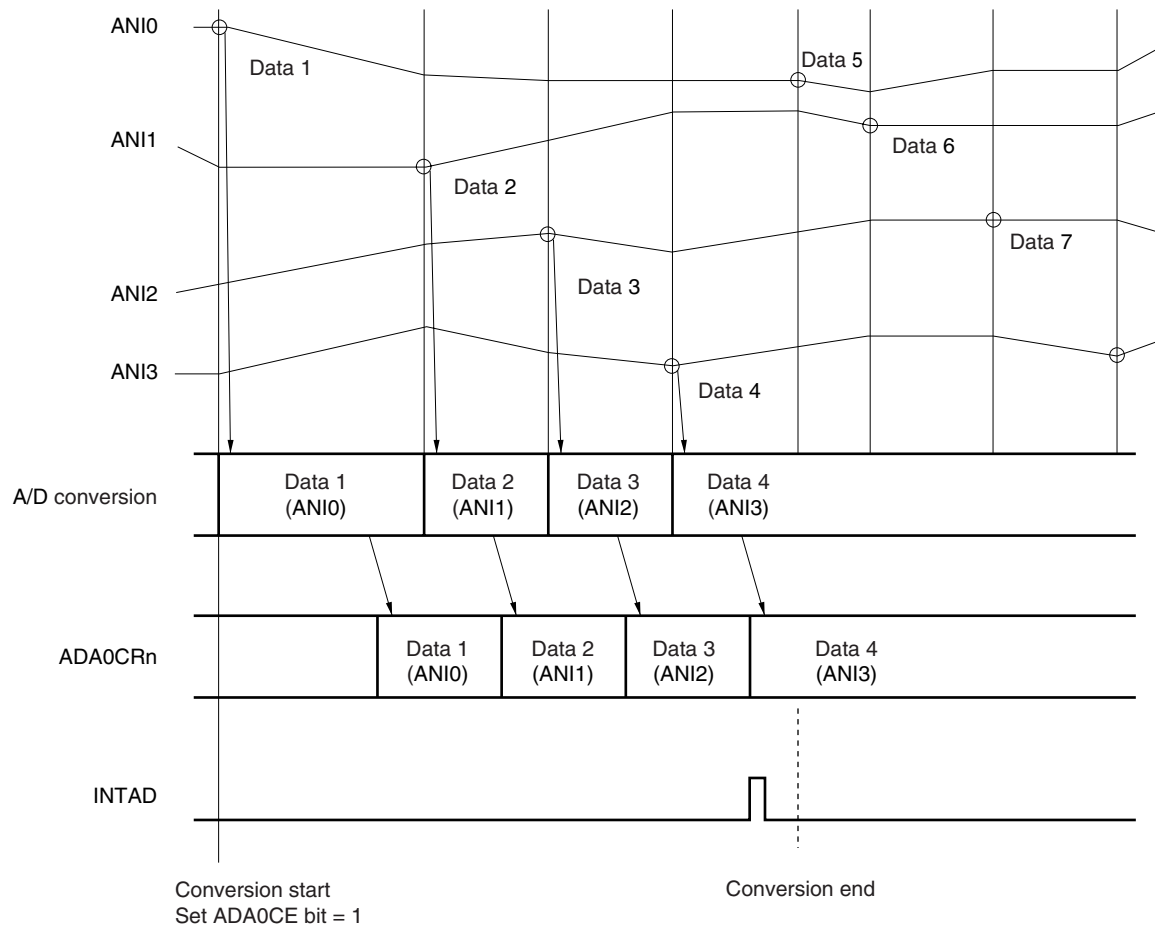 ANI0
Data 1
Data 5
ANI1
Data 6
Data 2
Data 7
Data 3
ANI2
ANI3
Data 4
A/D conversion
Data 1
(ANI0)
Data 2
(ANI1)
Data 3
(ANI2)
Data 4
(ANI3)
ADA0CRn
Data 1
(ANI0)
Data 2
(ANI1)
Data 3
(ANI2)
Data 4
(ANI3)
INTAD
Conversion start
Set ADA0CE bit = 1
Conversion end